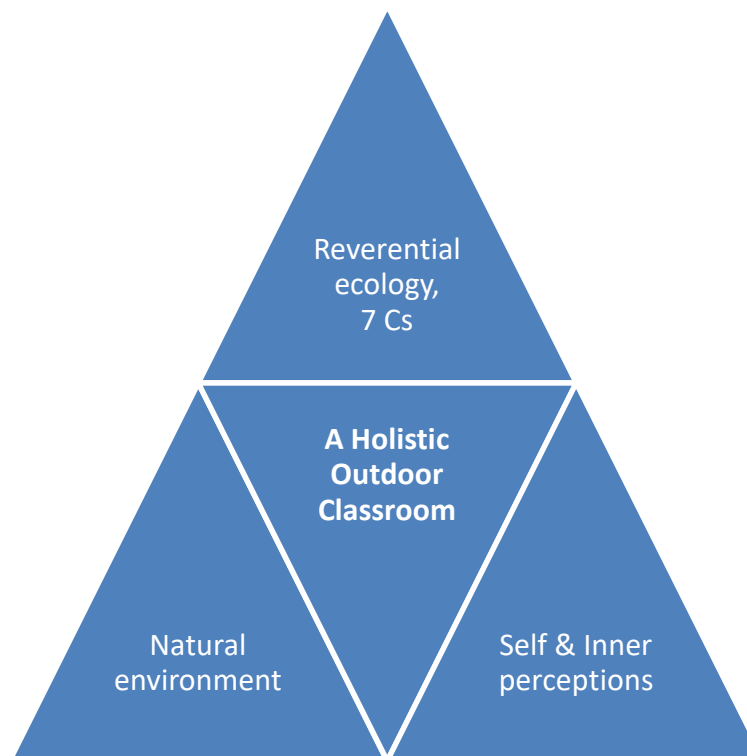 Reverential
ecology,
7 Cs
A Holistic
Outdoor
Classroom
Natural
environment
Self & Inner
perceptions